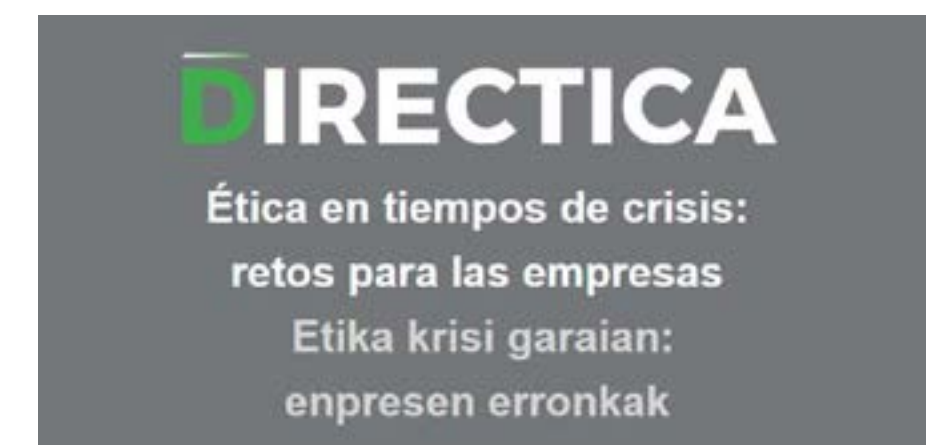 DIRECTICA
Ética en tiempos de crisis:
retos para las empresas
Etika krisi garaian:
enpresen erronkak